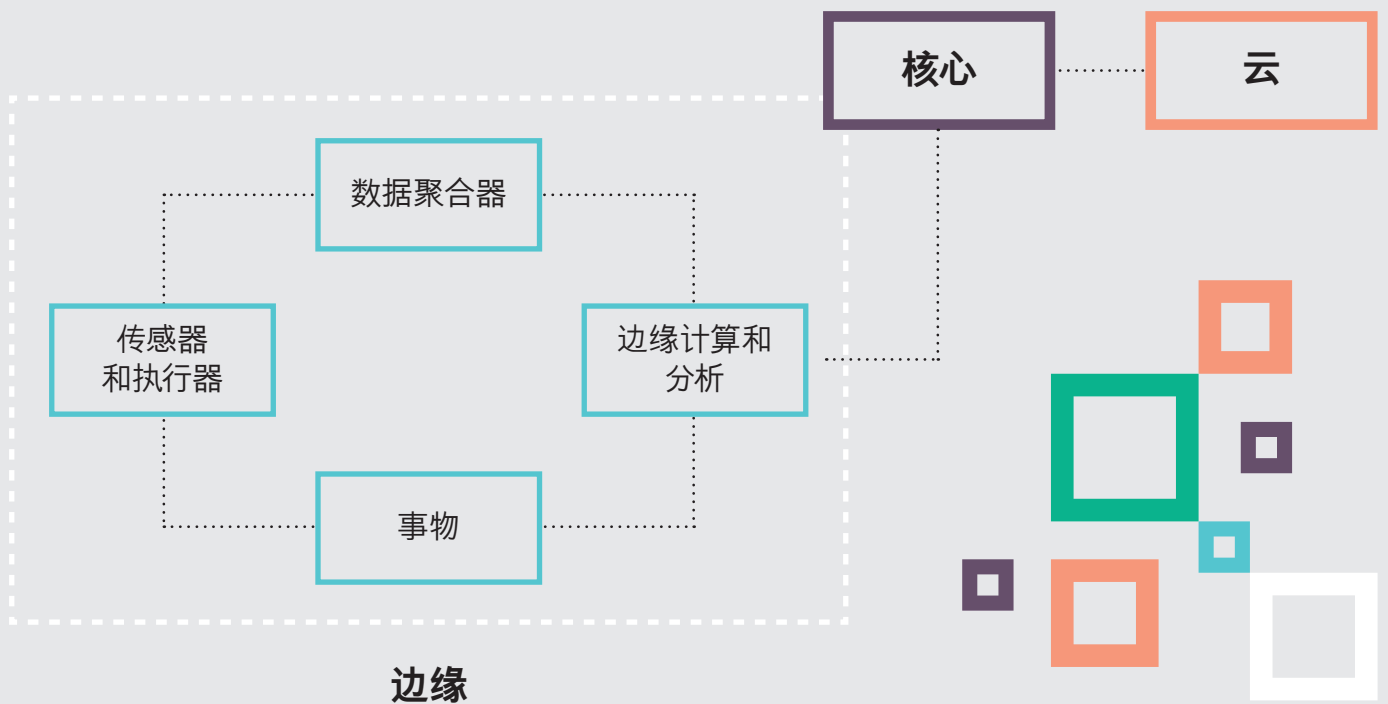 核心
云
数据聚合器
传感器
和执行器
边缘计算和
分析
事物
边缘